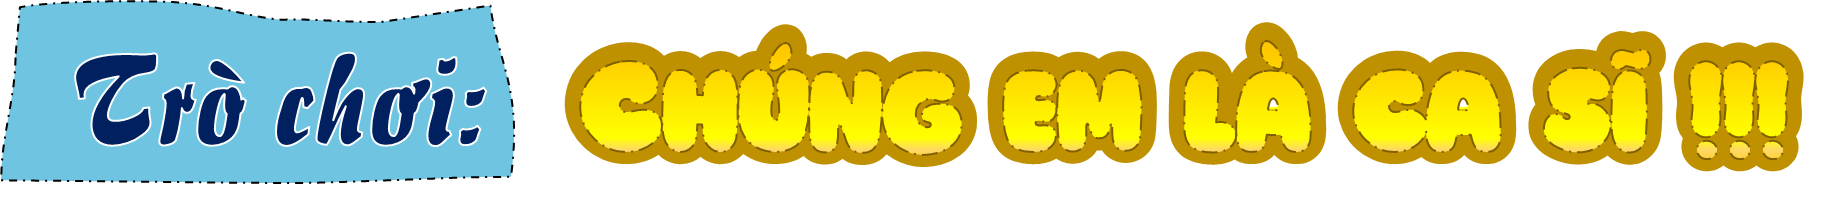 Trò chơi: CHÚNG EM LÀ CA SĨ !!!